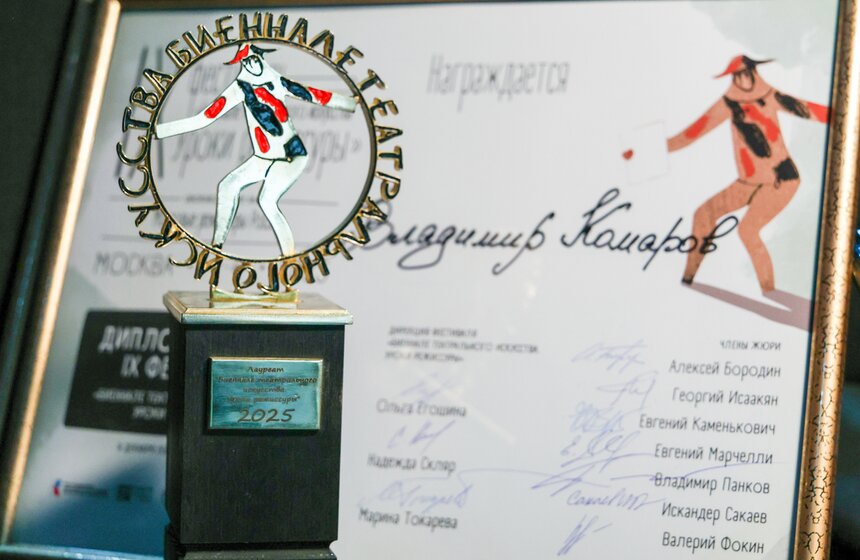 БИЕННАЛЕ ТЕАТРАЛЬНОГО ИСКУССТВА
Лауреат
Биеннале театрального
искусства
"Уроки режиссуры"
2025
Награждается
Владимир Комаров
МОСКВА
ДИПЛО
IX ФЕ
ДИРЕКЦИЯ ФЕСТИВАЛЯ
«БИЕННАЛЕ ТЕАТРАЛЬНОГО ИСКУССТВА.
УРОКИ РЕЖИССУРЫ»
Ольга Егошина
Надежда Скляр
Марина Токарева
ЧЛЕНЫ ЖЮРИ
Алексей Бородин
Георгий Исаакян
Евгений Каменькович
Евгений Марчелли
Владимир Панков
Искандер Сакаев
Валерий Фокин